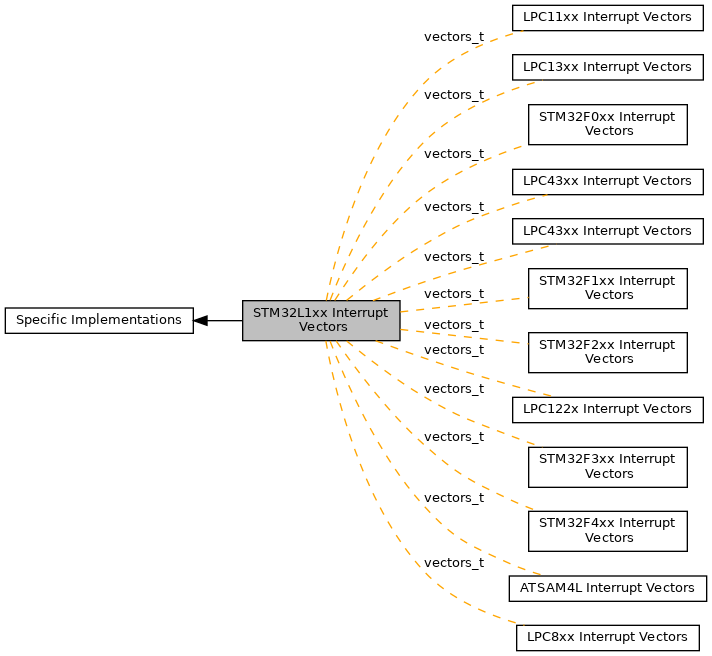 LPC11xx Interrupt Vectors
vectors_t
LPC13xx Interrupt Vectors
vectors_t
STM32F0xx Interrupt
Vectors
vectors_t
LPC43xx Interrupt Vectors
vectors_t
LPC43xx Interrupt Vectors
vectors_t
STM32F1xx Interrupt
Vectors
vectors_t
Specific Implementations
STM32L1xx Interrupt
Vectors
vectors_t
STM32F2xx Interrupt
Vectors
vectors_t
LPC122x Interrupt Vectors
vectors_t
STM32F3xx Interrupt
Vectors
vectors_t
STM32F4xx Interrupt
Vectors
vectors_t
ATSAM4L Interrupt Vectors
vectors_t
LPC8xx Interrupt Vectors